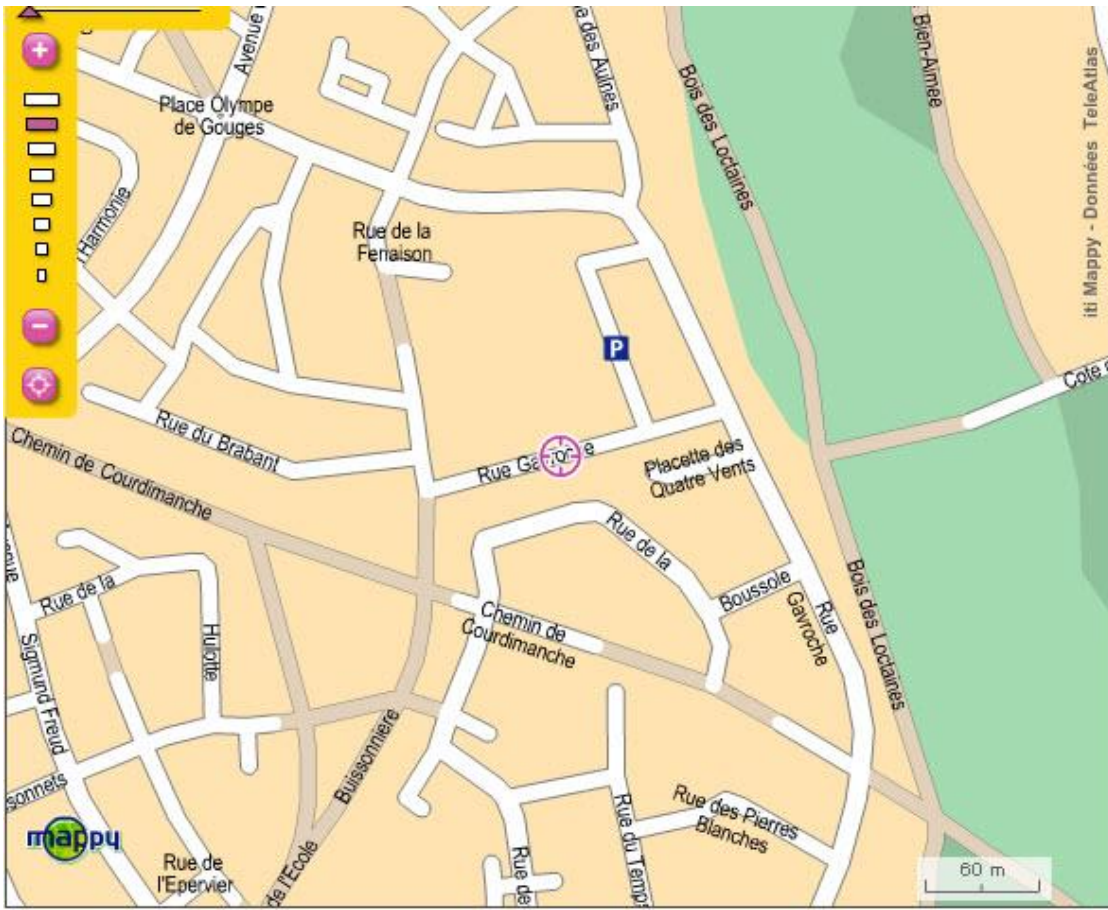 Avenue
Place Olympe
de Gouges
des Aulnes
Bois des Loctaines
Bien-Aimee
iti Mappy - Données TeleAtlas
l'Harmonie
Rue de la
Fenaison
P
Cote
Rue du Brabant
Chemin de Courdimanche
Rue
Placette des
Quatre Vents
Rue de la
Boussole
Rue
Gavroche
Bois des Loctaines
Chemin de
Courdimanche
Rue de la
Hulotte
Sigmund Freud
Buissonniere
de l'Ecole
mappy
Rue de
l'Epervier
Rue de
Rue du Temps
Rue des Pierres
Blanches
60 m